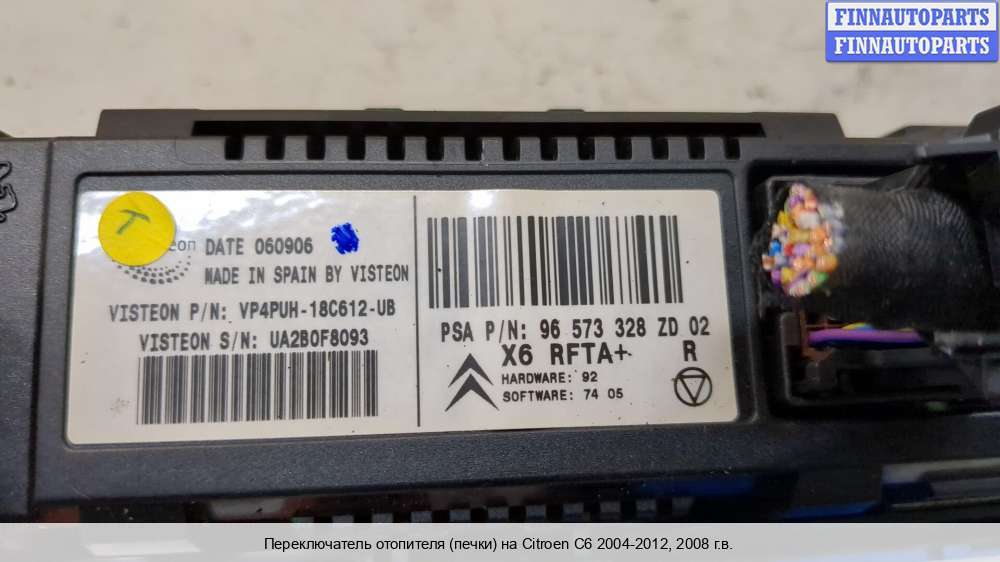 FINNAUTOPARTS
FINNAUTOPARTS
T
eon
DATE 060906
MADE IN SPAIN BY VISTEON
VISTEON P/N: VP4PUH-18C612-UB
VISTEON S/N: UA2B0F8093
PSA P/N: 96 573 328 ZD 02
X6 RFTA+ R
HARDWARE: 92
SOFTWARE: 74 05
Переключатель отопителя (печки) на Citroen C6 2004-2012, 2008 г.в.